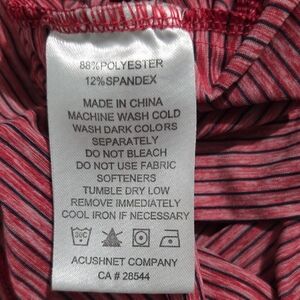 88%POLYESTER
12%SPANDEX
MADE IN CHINA
MACHINE WASH COLD
WASH DARK COLORS
SEPARATELY
DO NOT BLEACH
DO NOT USE FABRIC
SOFTENERS
TUMBLE DRY LOW
REMOVE IMMEDIATELY
COOL IRON IF NECESSARY
30C
ACUSHNET COMPANY
CA # 28544